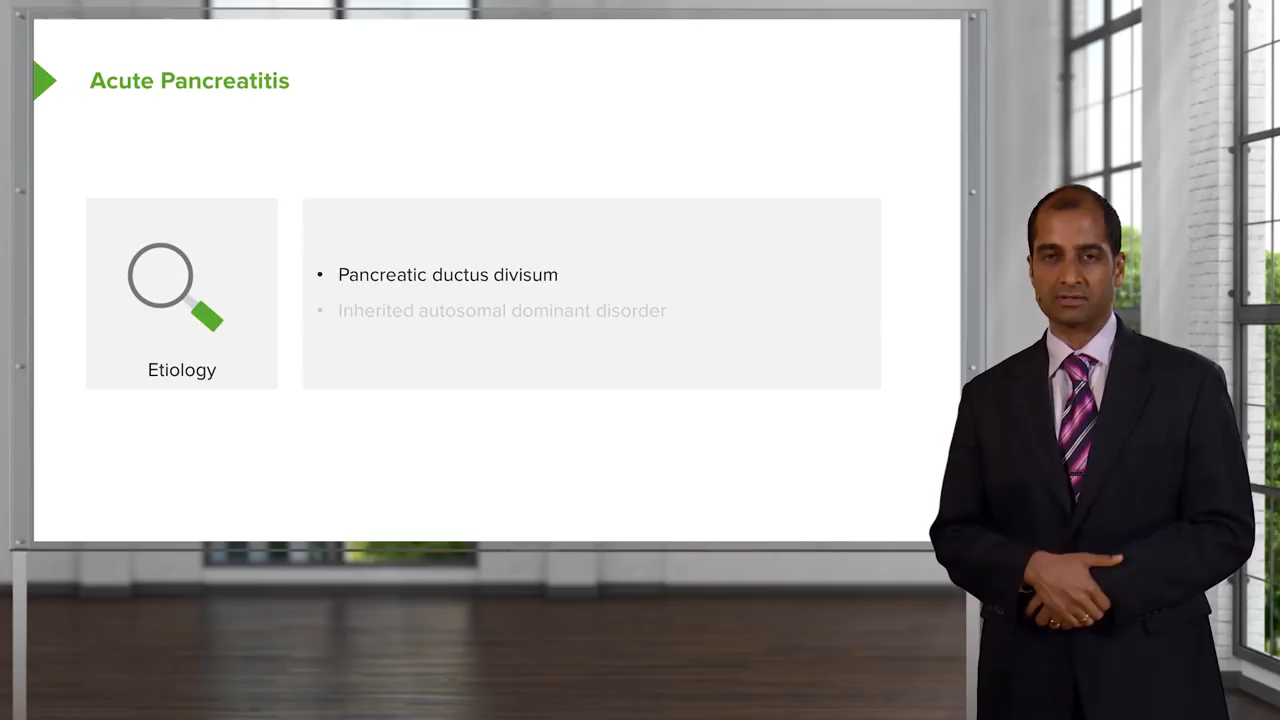 Acute Pancreatitis
• Pancreatic ductus divisum
• Inherited autosomal dominant disorder
Etiology